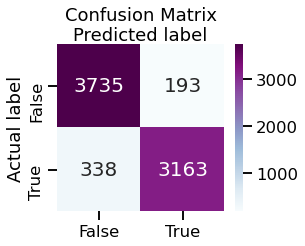 Confusion Matrix
Predicted label
Actual label
False
3735
193
True
338
3163
False
True
3000
2000
1000